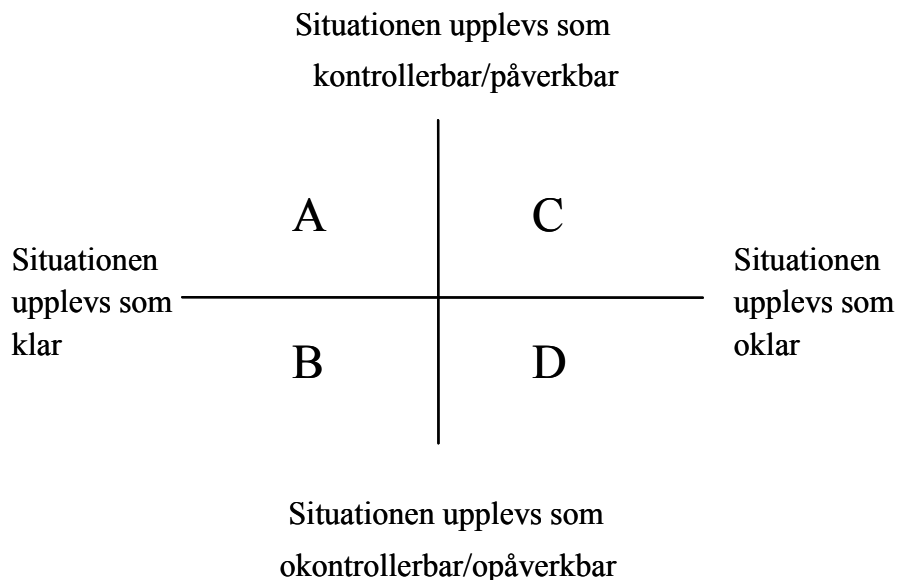 Situationen upplevs som
kontrollerbar/påverkbar
A
C
Situationen
upplevs som
klar
Situationen
upplevs som
oklar
B
D
Situationen upplevs som
okontrollerbar/opåverkbar